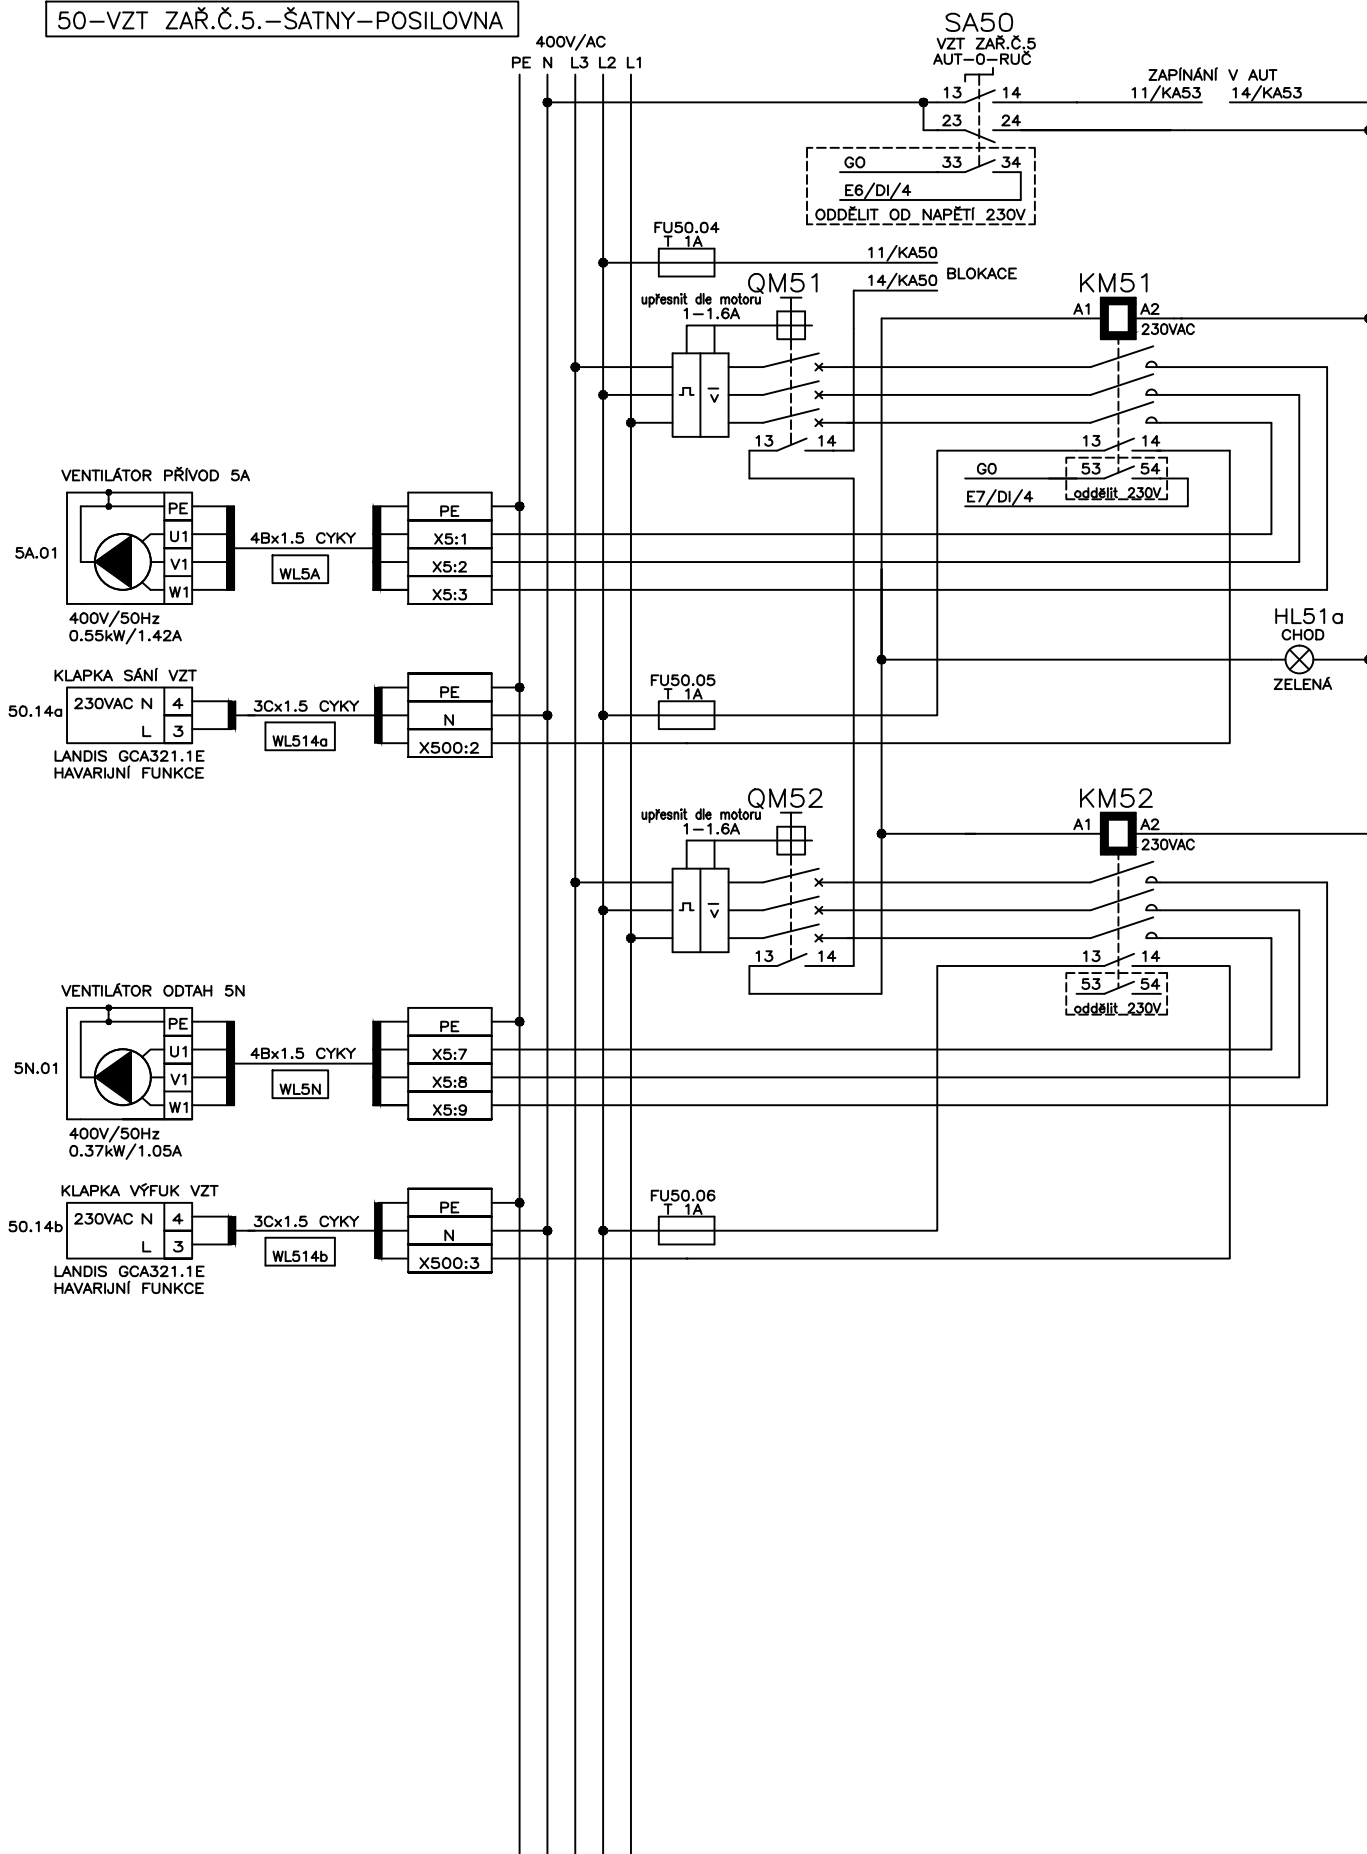 50-VZT ZAŘ.Č.5.-ŠATNY-POSILOVNA
400V/AC
PE N L3 L2 L1
SA50
VZT ZAŘ.Č.5
AUT-0-RUČ
ZAPÍNÁNÍ V AUT
13 14 11/KA53 14/KA53
23 24
GO 33 34
E6/DI/4
ODDĚLIT OD NAPĚTÍ 230V
FU50.04
T 1A
11/KA50
14/KA50 BLOKACE
QM51
upřesnit dle motoru
1-1.6A
KM51
A1 A2
230VAC
13 14
13 14
GO 53 54
E7/DI/4 oddělit 230V
VENTILÁTOR PŘÍVOD 5A
PE
U1
V1
W1
5A.01
4Bx1.5 CYKY
WL5A
PE
X5:1
X5:2
X5:3
400V/50Hz
0.55kW/1.42A
HL51a
CHOD
ZELENÁ
KLAPKA SÁNÍ VZT
50.14a
230VAC N 4
L 3
3Cx1.5 CYKY
WL514a
PE
N
X500:2
LANDIS GCA321.1E
HAVARIJNÍ FUNKCE
FU50.05
T 1A
QM52
upřesnit dle motoru
1-1.6A
KM52
A1 A2
230VAC
13 14
13 14
53 54
oddělit 230V
VENTILÁTOR ODTAH 5N
PE
U1
V1
W1
5N.01
4Bx1.5 CYKY
WL5N
PE
X5:7
X5:8
X5:9
400V/50Hz
0.37kW/1.05A
KLAPKA VÝFUK VZT
50.14b
230VAC N 4
L 3
3Cx1.5 CYKY
WL514b
PE
N
X500:3
LANDIS GCA321.1E
HAVARIJNÍ FUNKCE
FU50.06
T 1A